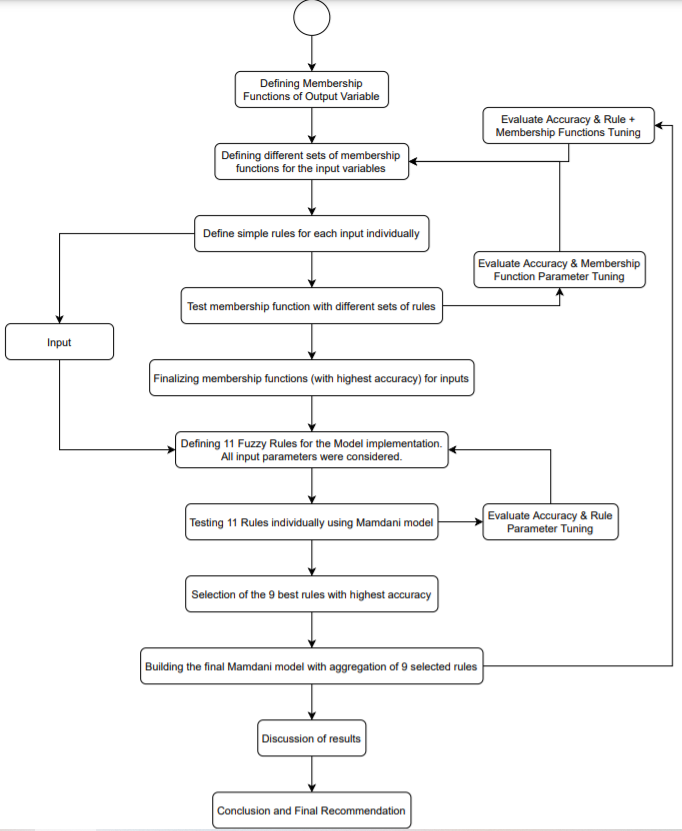 Defining Membership
Functions of Output Variable
Evaluate Accuracy & Rule +
Membership Functions Tuning
Defining different sets of membership
functions for the input variables
Define simple rules for each input individually
Evaluate Accuracy & Membership
Function Parameter Tuning
Test membership function with different sets of rules
Input
Finalizing membership functions (with highest accuracy) for inputs
Defining 11 Fuzzy Rules for the Model implementation.
All input parameters were considered.
Testing 11 Rules individually using Mamdani model
Evaluate Accuracy & Rule
Parameter Tuning
Selection of the 9 best rules with highest accuracy
Building the final Mamdani model with aggregation of 9 selected rules
Discussion of results
Conclusion and Final Recommendation